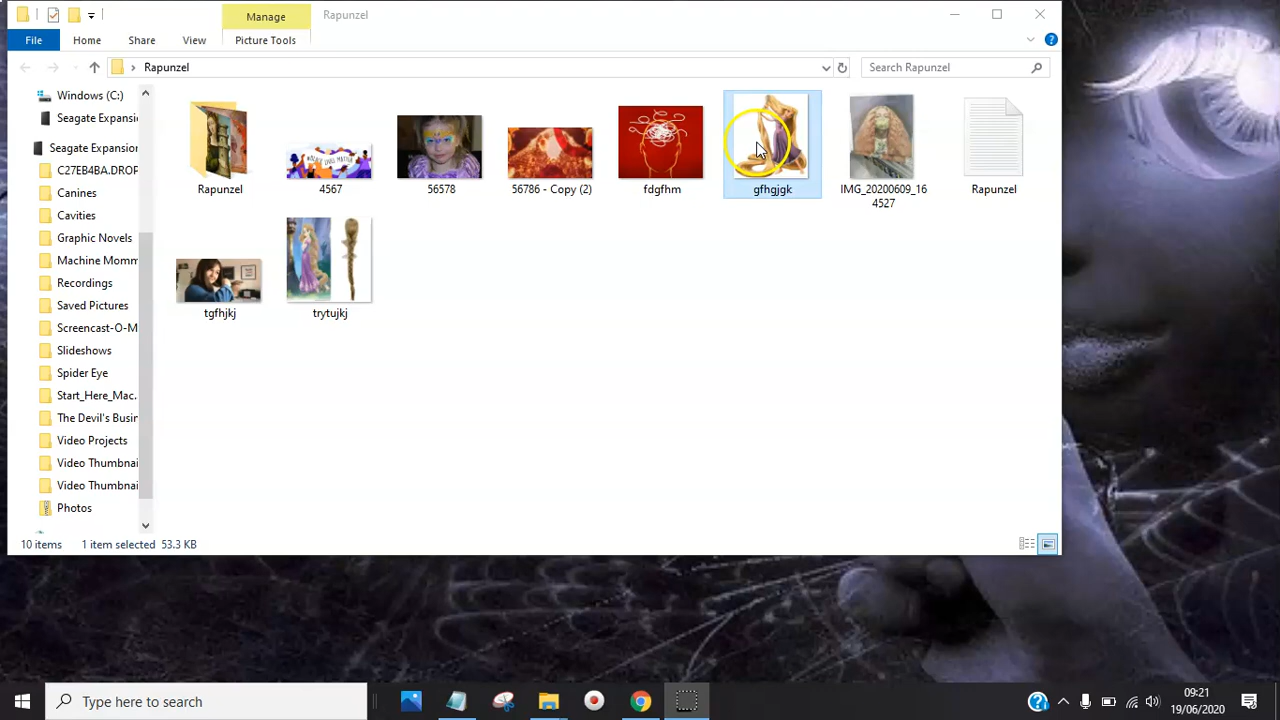 Manage
Rapunzel
File
Home
Share
View
Picture Tools
Rapunzel
Search Rapunzel
Windows (C:)
Seagate Expansi
Seagate Expansion
C27EB4BA.DROP
Canines
Cavities
Graphic Novels
Machine Momm
Recordings
Saved Pictures
Screencast-O-M
Slideshows
Spider Eye
Start_Here_Mac.
The Devil's Busin
Video Projects
Video Thumbnai
Video Thumbnai
Photos
Rapunzel
4567
56578
56786 - Copy (2)
fdgfhm
gfhgjgk
IMG_20200609_16
4527
Rapunzel
tgfhjkj
trytujkj
10 items
1 item selected 53.3 KB
Type here to search
09:21
19/06/2020